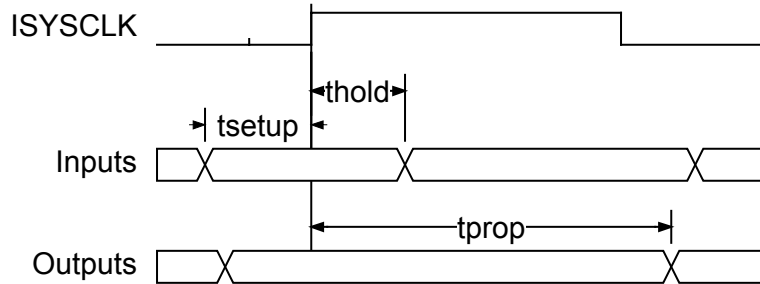 ISYSCLK
thold
tsetup
Inputs
tprop
Outputs